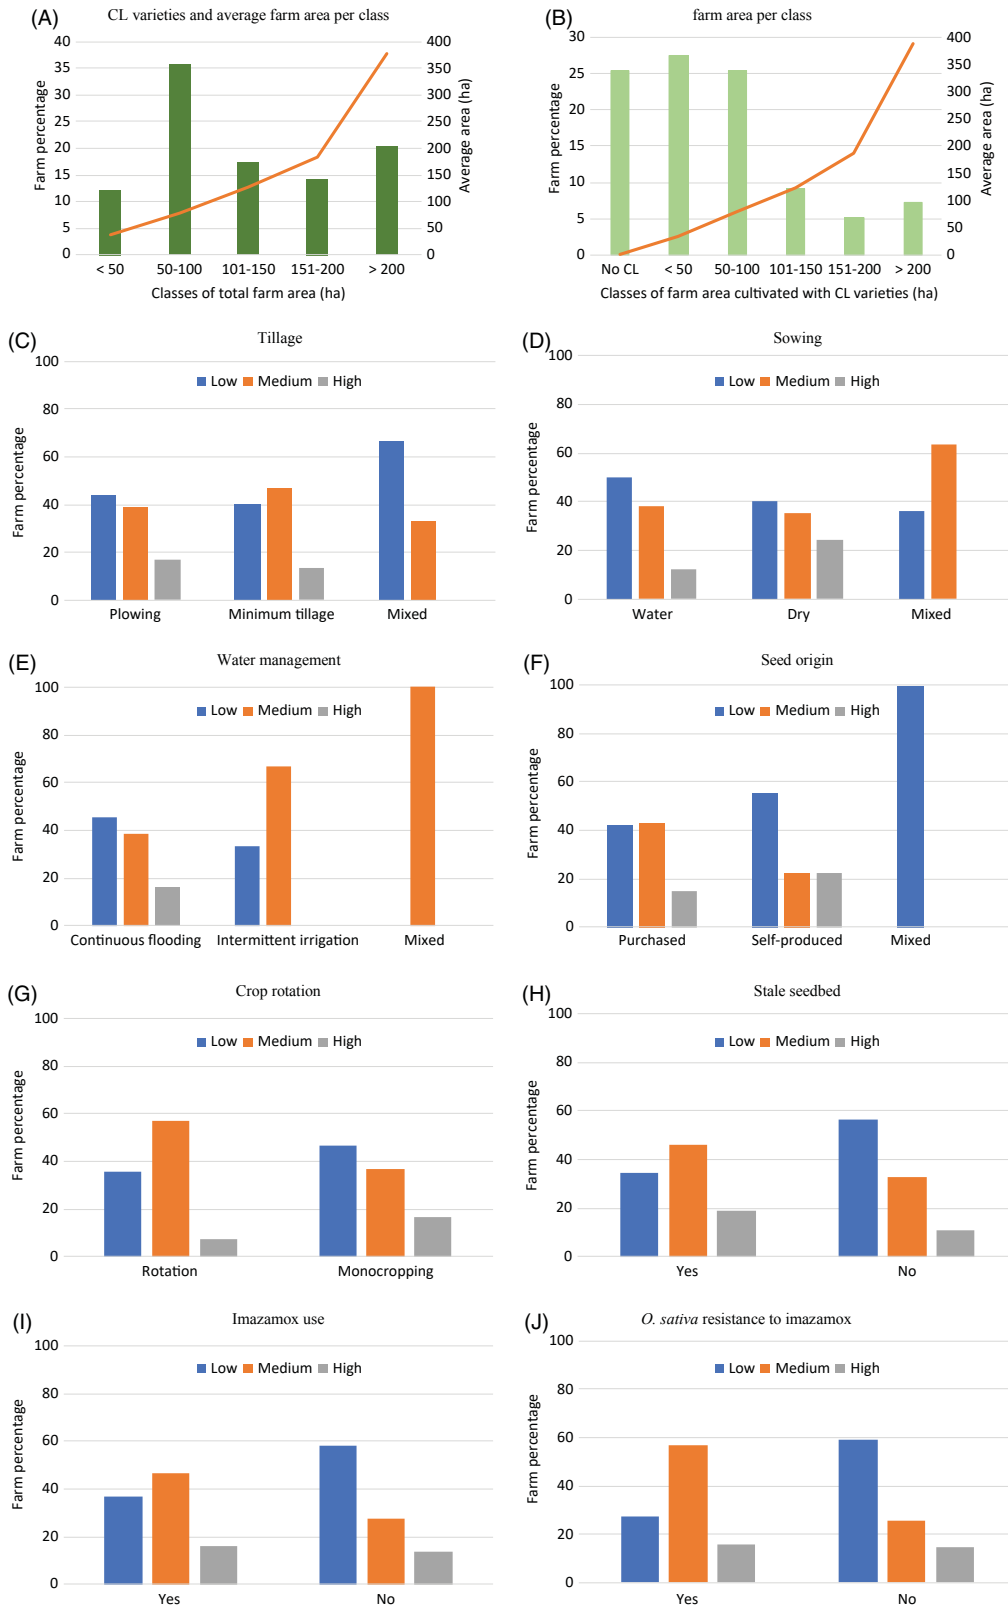 (A) CL varieties and average farm area per class
40
35
30
25
20
15
10
5
0
Farm percentage
400
350
300
250
200
150
100
50
0
Average area (ha)
< 50 50-100 101-150 151-200 > 200
Classes of total farm area (ha)
(B) farm area per class
30
25
20
15
10
5
0
Farm percentage
400
350
300
250
200
150
100
50
0
Average area (ha)
No CL < 50 50-100 101-150 151-200 > 200
Classes of farm area cultivated with CL varieties (ha)
(C) Tillage
Low Medium High
100
80
60
40
20
0
Farm percentage
Plowing Minimum tillage Mixed
(D) Sowing
Low Medium High
100
80
60
40
20
0
Farm percentage
Water Dry Mixed
(E) Water management
Low Medium High
100
80
60
40
20
0
Farm percentage
Continuous flooding Intermittent irrigation Mixed
(F) Seed origin
Low Medium High
100
80
60
40
20
0
Farm percentage
Purchased Self-produced Mixed
(G) Crop rotation
Low Medium High
100
80
60
40
20
0
Farm percentage
Rotation Monocropping
(H) Stale seedbed
Low Medium High
100
80
60
40
20
0
Farm percentage
Yes No
(I) Imazamox use
Low Medium High
100
80
60
40
20
0
Farm percentage
Yes No
(J) O. sativa resistance to imazamox
Low Medium High
100
80
60
40
20
0
Farm percentage
Yes No